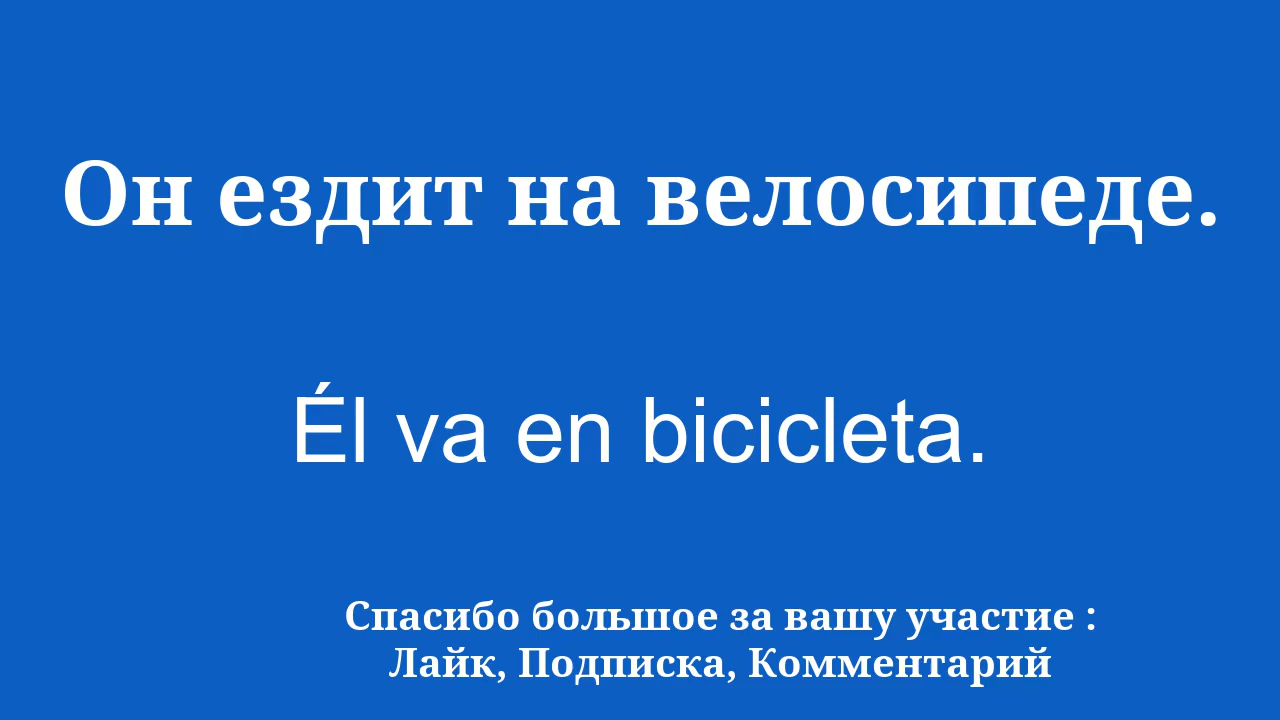 Он ездит на велосипеде.
Él va en bicicleta.
Спасибо большое за вашу участие :
Лайк, Подписка, Комментарий